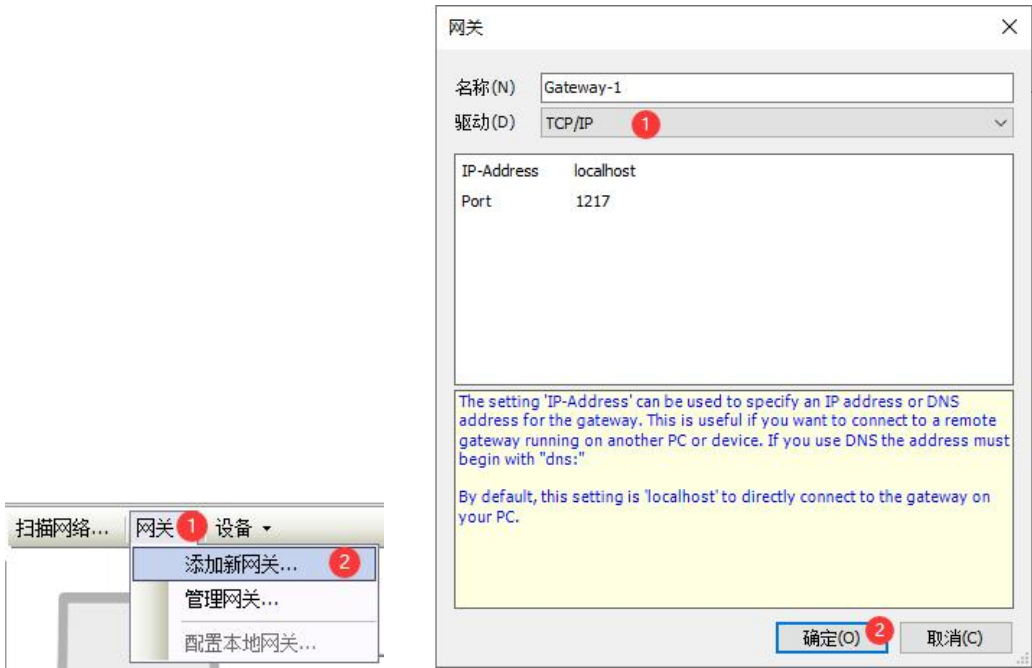 扫描网络... 网关 1 设备
添加新网关... 2
管理网关...
配置本地网关...
网关
名称(N) Gateway-1
驱动(D) TCP/IP 1
IP-Address localhost
Port 1217
The setting 'IP-Address' can be used to specify an IP address or DNS
address for the gateway. This is useful if you want to connect to a remote
gateway running on another PC or device. If you use DNS the address must
begin with "dns:"
By default, this setting is 'localhost' to directly connect to the gateway on
your PC.
确定(O) 2 取消(C)